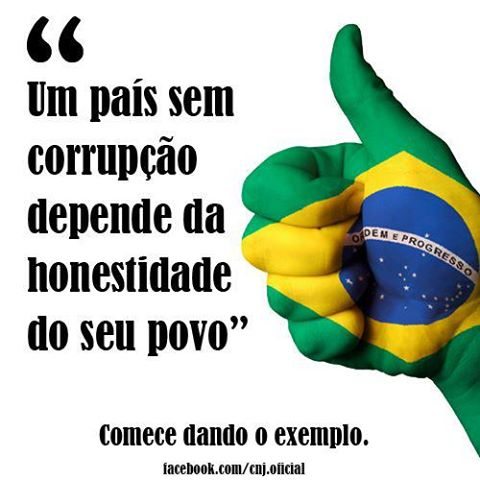 “
Um país sem
corrupção
depende da
honestidade
do seu povo”
ORDEM E PROGRESSO
Comece dando o exemplo.
facebook.com/cnj.oficial